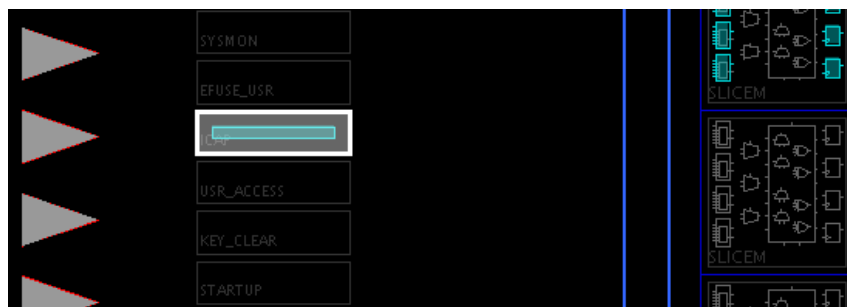 SYSMON
SLICEM
EFUSE_USR
ICAP
USR_ACCESS
KEY_CLEAR
SLICEM
STARTUP